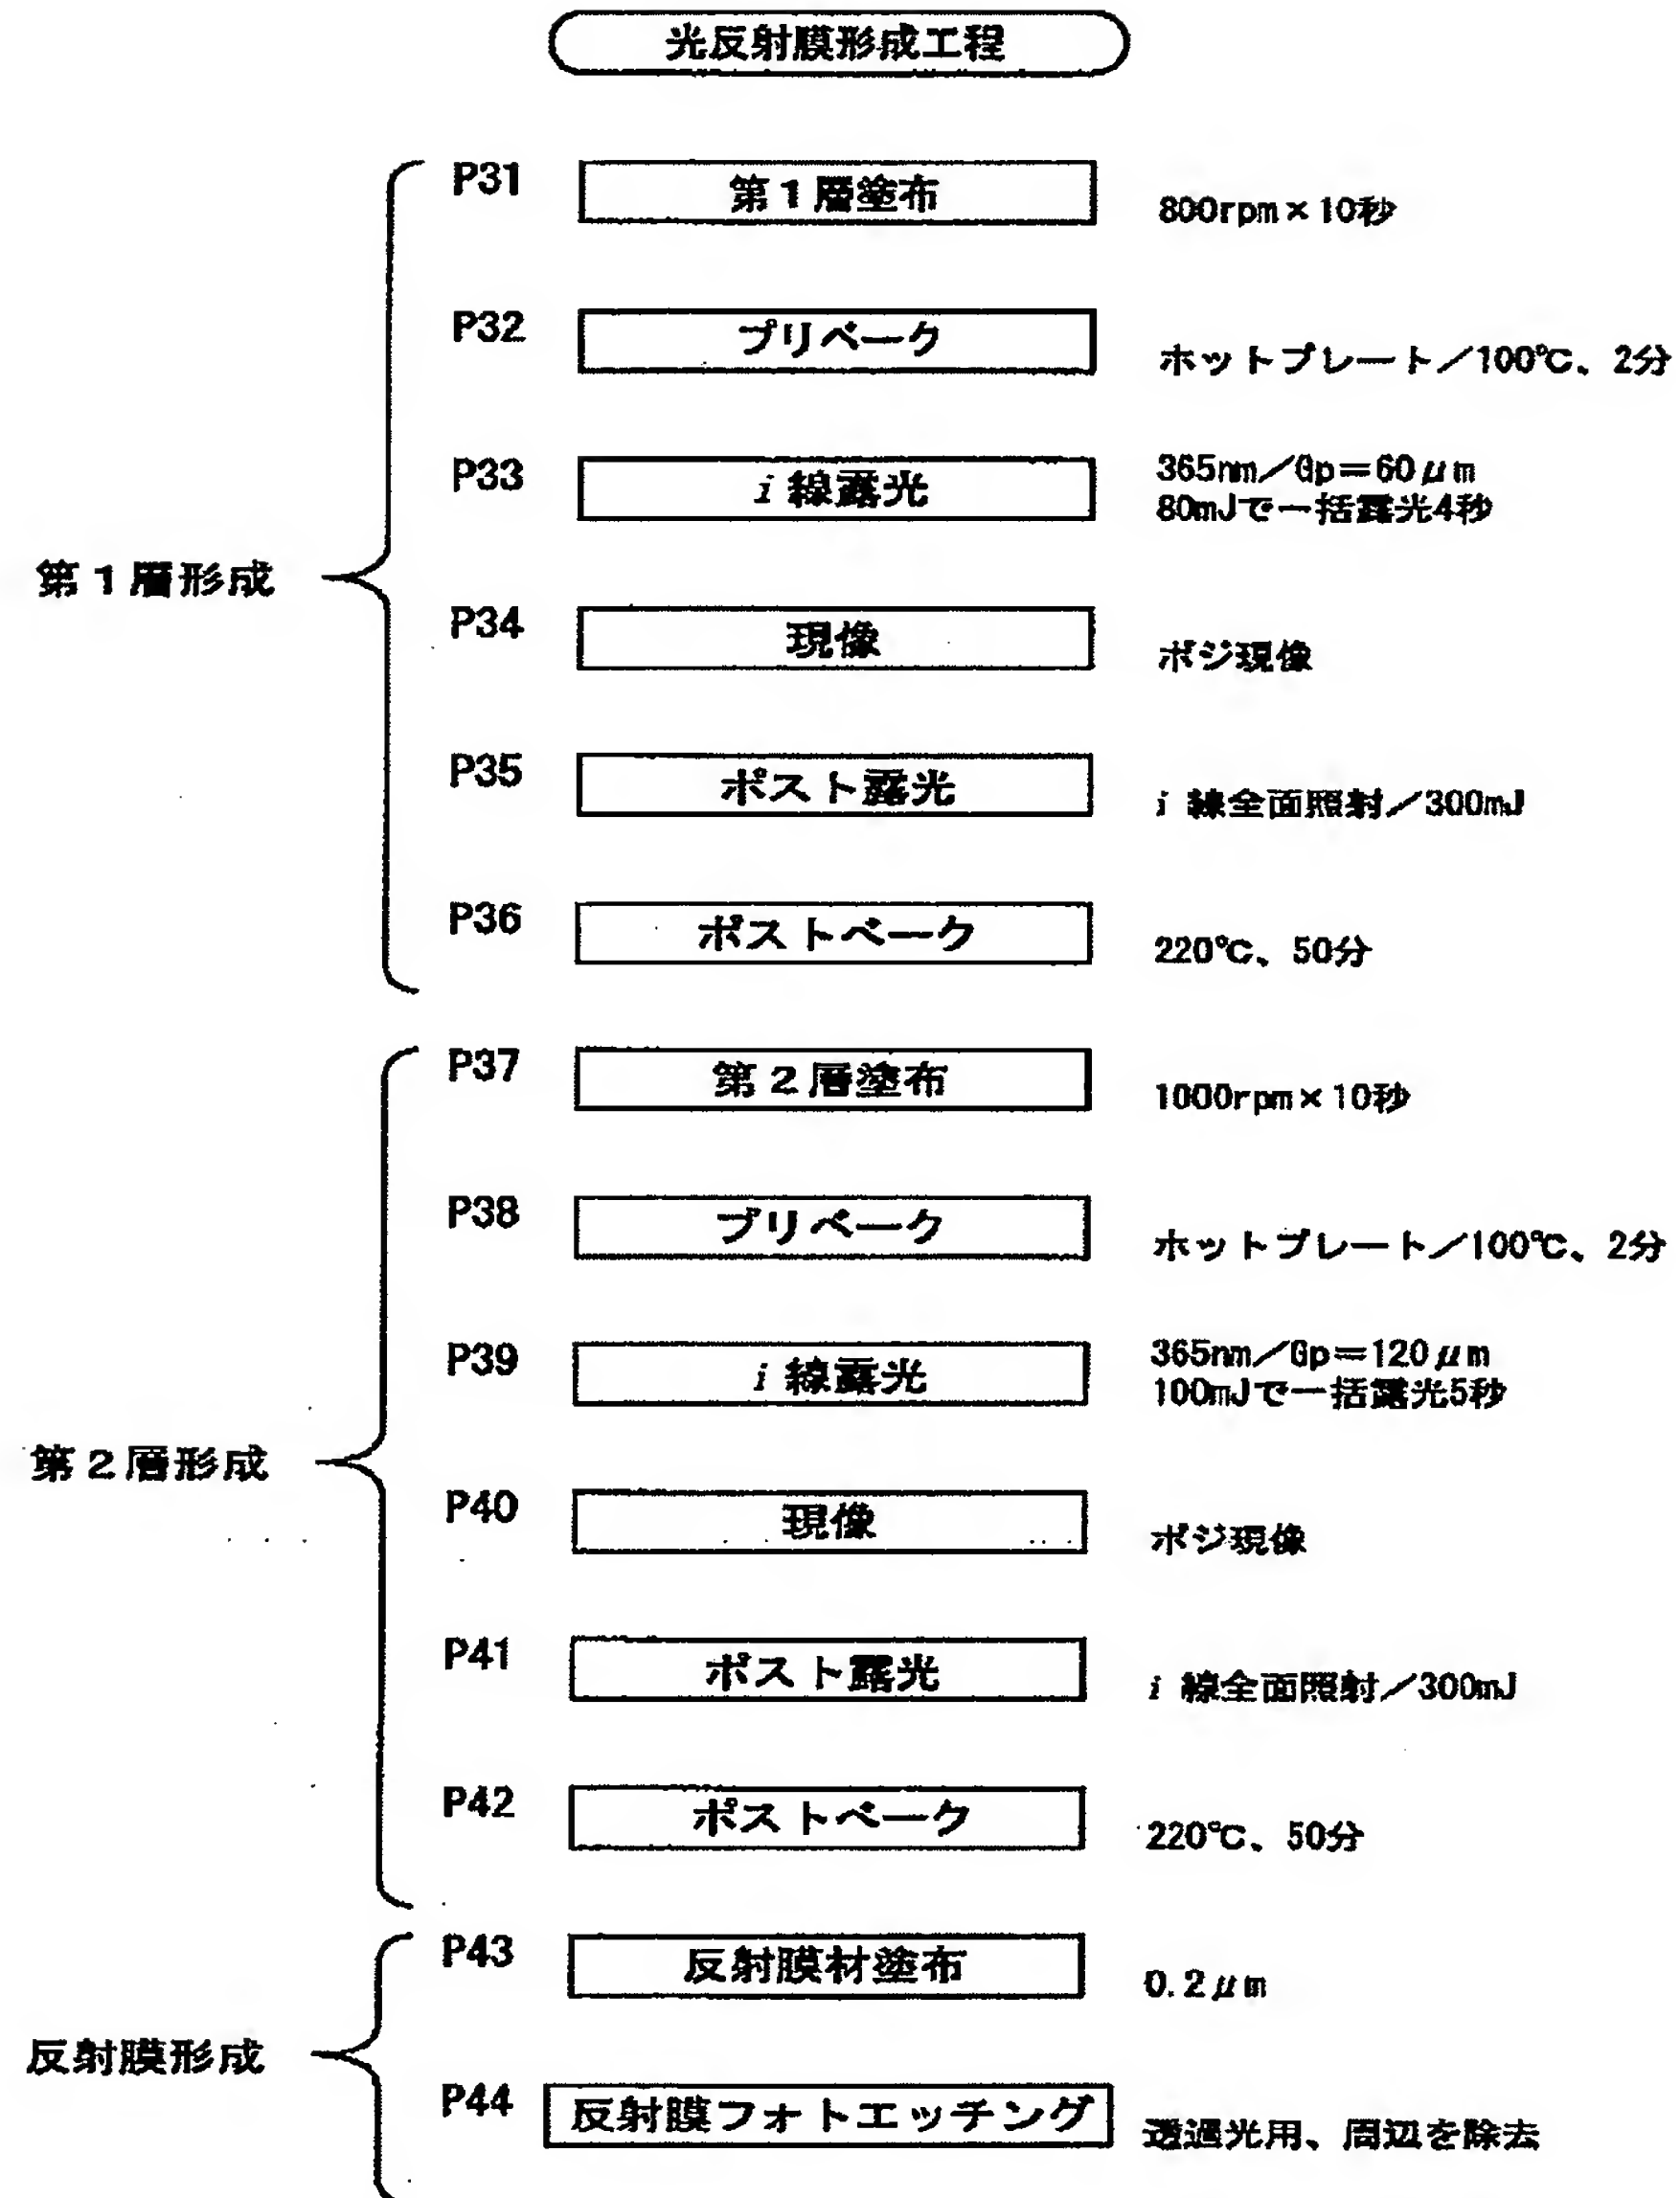 光反射膜形成工程
P31 第1層塗布 800rpm×10秒
P32 プリベーク ホットプレート/100℃、2分
P33 i線露光 365nm/Gp=60μm
80mJで一括露光4秒
第1層形成
P34 現像 ポジ現像
P35 ポスト露光 i線全面照射/300mJ
P36 ポストベーク 220℃、50分
P37 第2層塗布 1000rpm×10秒
P38 プリベーク ホットプレート/100℃、2分
P39 i線露光 365nm/Gp=120μm
100mJで一括露光5秒
第2層形成
P40 現像 ポジ現像
P41 ポスト露光 i線全面照射/300mJ
P42 ポストベーク 220℃、50分
P43 反射膜材塗布 0.2μm
反射膜形成
P44 反射膜フォトエッチング 透過光用、周辺を除去